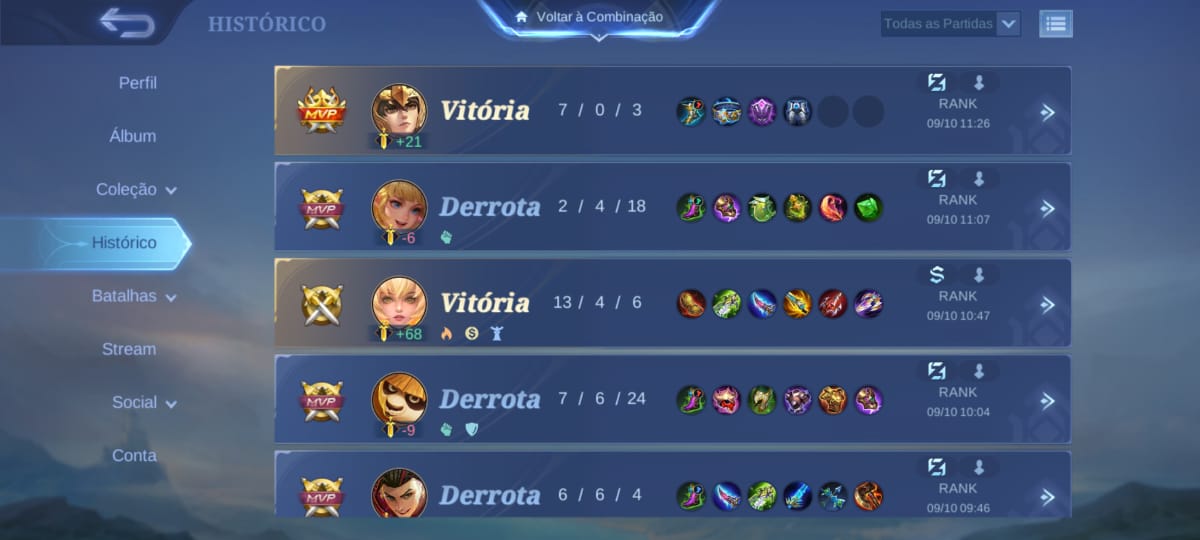 HISTÓRICO
Voltar à Combinação
Todas as Partidas
Perfil
Álbum
Coleção
Histórico
Batalhas
Stream
Social
Conta
MVP
+21
Vitória
7 / 0 / 3
RANK
09/10 11:26
MVP
-6
Derrota
2 / 4 / 18
RANK
09/10 11:07
+68
Vitória
13 / 4 / 6
RANK
09/10 10:47
MVP
-9
Derrota
7 / 6 / 24
RANK
09/10 10:04
MVP
Derrota
6 / 6 / 4
RANK
09/10 09:46